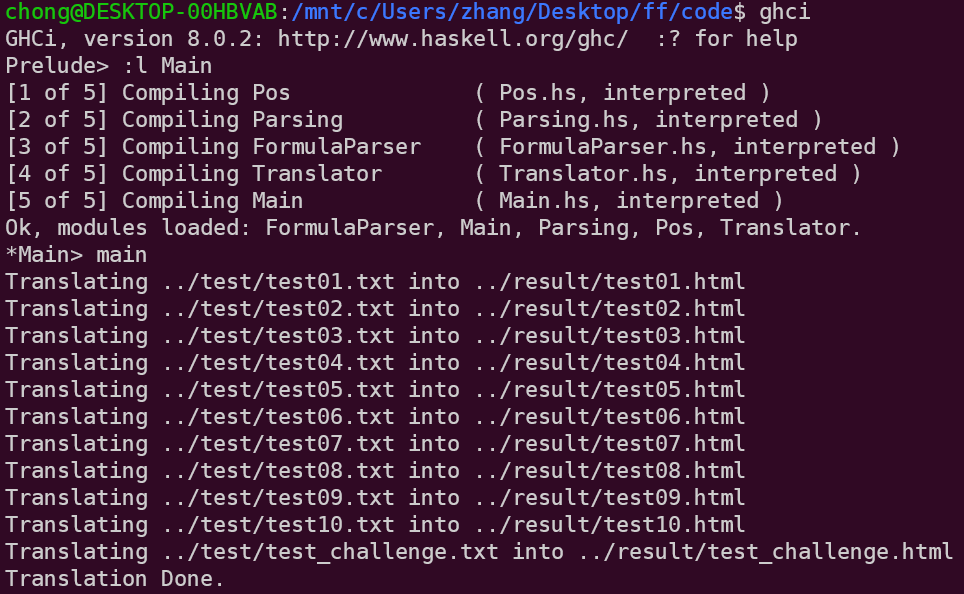 chong@DESKTOP-00HBVAB:/mnt/c/Users/zhang/Desktop/ff/code$ ghci
GHCi, version 8.0.2: http://www.haskell.org/ghc/  :? for help
Prelude> :l Main
[1 of 5] Compiling Pos              ( Pos.hs, interpreted )
[2 of 5] Compiling Parsing          ( Parsing.hs, interpreted )
[3 of 5] Compiling FormulaParser    ( FormulaParser.hs, interpreted )
[4 of 5] Compiling Translator       ( Translator.hs, interpreted )
[5 of 5] Compiling Main             ( Main.hs, interpreted )
Ok, modules loaded: FormulaParser, Main, Parsing, Pos, Translator.
*Main> main
Translating ../test/test01.txt into ../result/test01.html
Translating ../test/test02.txt into ../result/test02.html
Translating ../test/test03.txt into ../result/test03.html
Translating ../test/test04.txt into ../result/test04.html
Translating ../test/test05.txt into ../result/test05.html
Translating ../test/test06.txt into ../result/test06.html
Translating ../test/test07.txt into ../result/test07.html
Translating ../test/test08.txt into ../result/test08.html
Translating ../test/test09.txt into ../result/test09.html
Translating ../test/test10.txt into ../result/test10.html
Translating ../test/test_challenge.txt into ../result/test_challenge.html
Translation Done.